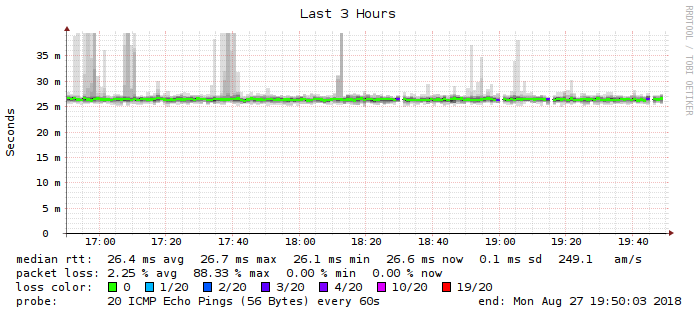 Last 3 Hours
RRDTOOL / TOBI OETIKER
Seconds
35 m
30 m
25 m
20 m
15 m
10 m
5 m
0
17:00 17:20 17:40 18:00 18:20 18:40 19:00 19:20 19:40
median rtt: 26.4 ms avg 26.7 ms max 26.1 ms min 26.6 ms now 0.1 ms sd 249.1 am/s
packet loss: 2.25 % avg 88.33 % max 0.00 % min 0.00 % now
loss color: 0 1/20 2/20 3/20 4/20 10/20 19/20
probe: 20 ICMP Echo Pings (56 Bytes) every 60s end: Mon Aug 27 19:50:03 2018